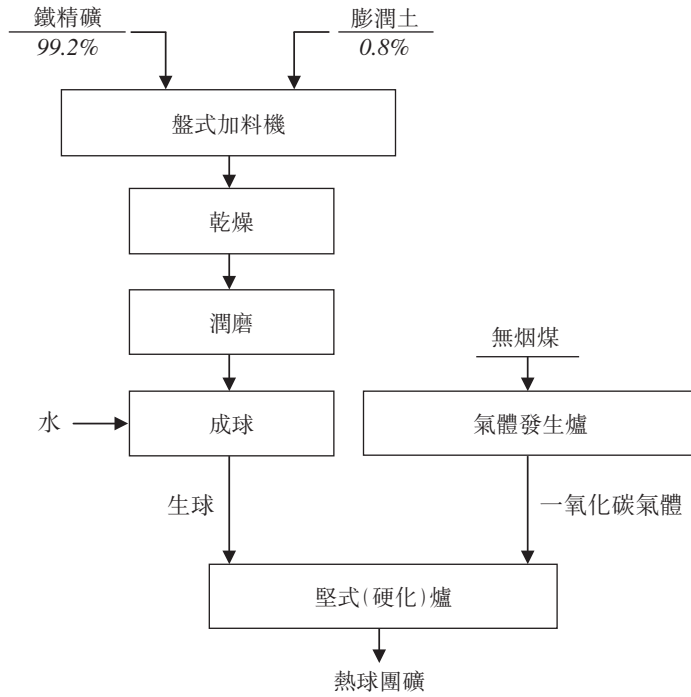 鐵精礦
99.2%
膨潤土
0.8%
盤式加料機
乾燥
潤磨
無烟煤
水
成球
氣體發生爐
生球
一氧化碳氣體
堅式(硬化)爐
熱球團礦